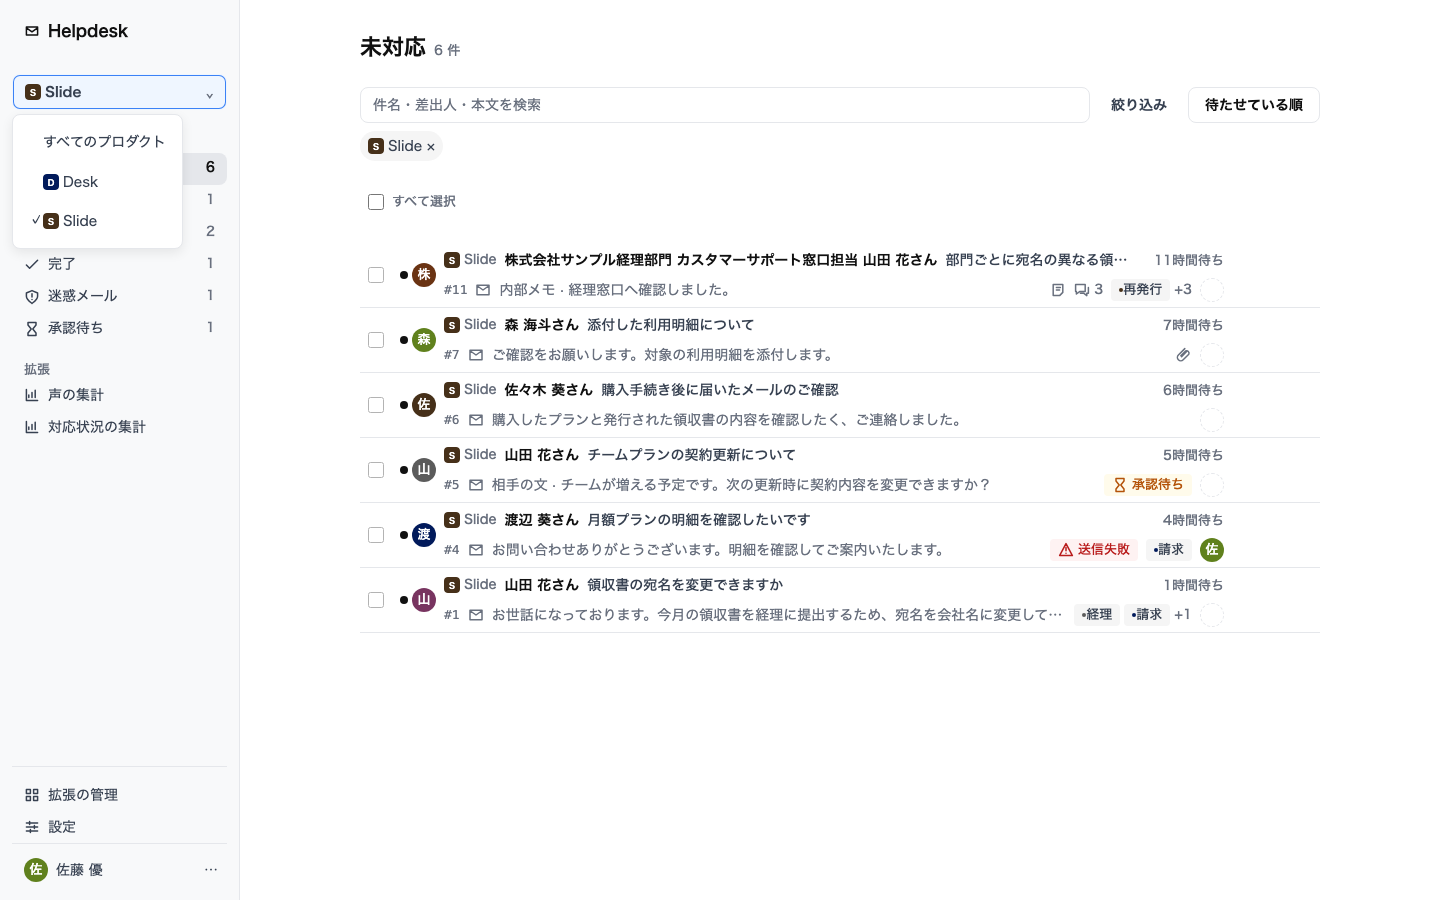 Helpdesk
S Slide
すべてのプロダクト
D Desk
✓ S Slide
6
1
2
完了 1
迷惑メール 1
承認待ち 1
拡張
声の集計
対応状況の集計
拡張の管理
設定
佐 佐藤 優 …
未対応 6 件
件名・差出人・本文を検索
絞り込み
待たせている順
S Slide ×
すべて選択
株 S Slide 株式会社サンプル経理部門 カスタマーサポート窓口担当 山田 花さん 部門ごとに宛名の異なる領… 11時間待ち
#11 内部メモ · 経理窓口へ確認しました。 3 •再発行 +3
森 S Slide 森 海斗さん 添付した利用明細について 7時間待ち
#7 ご確認をお願いします。対象の利用明細を添付します。
佐 S Slide 佐々木 葵さん 購入手続き後に届いたメールのご確認 6時間待ち
#6 購入したプランと発行された領収書の内容を確認したく、ご連絡しました。
山 S Slide 山田 花さん チームプランの契約更新について 5時間待ち
#5 相手の文 · チームが増える予定です。次の更新時に契約内容を変更できますか？ 承認待ち
渡 S Slide 渡辺 葵さん 月額プランの明細を確認したいです 4時間待ち
#4 お問い合わせありがとうございます。明細を確認してご案内いたします。 送信失敗 •請求 佐
山 S Slide 山田 花さん 領収書の宛名を変更できますか 1時間待ち
#1 お世話になっております。今月の領収書を経理に提出するため、宛名を会社名に変更して… •経理 •請求 +1